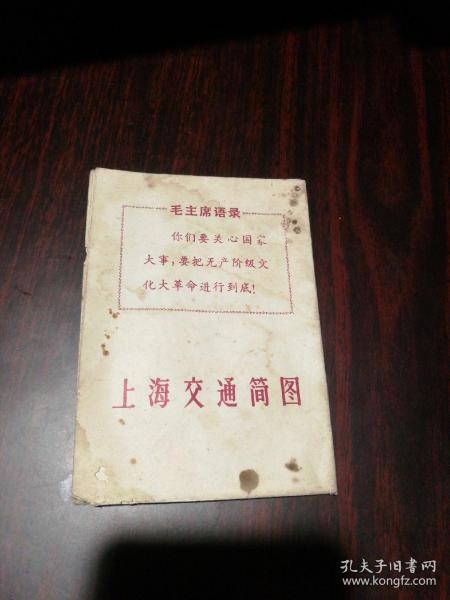 毛主席语录
你们要关心国家
大事，要把无产阶级文
化大革命进行到底！
上海交通简图
孔夫子旧书网
www.kongfz.com